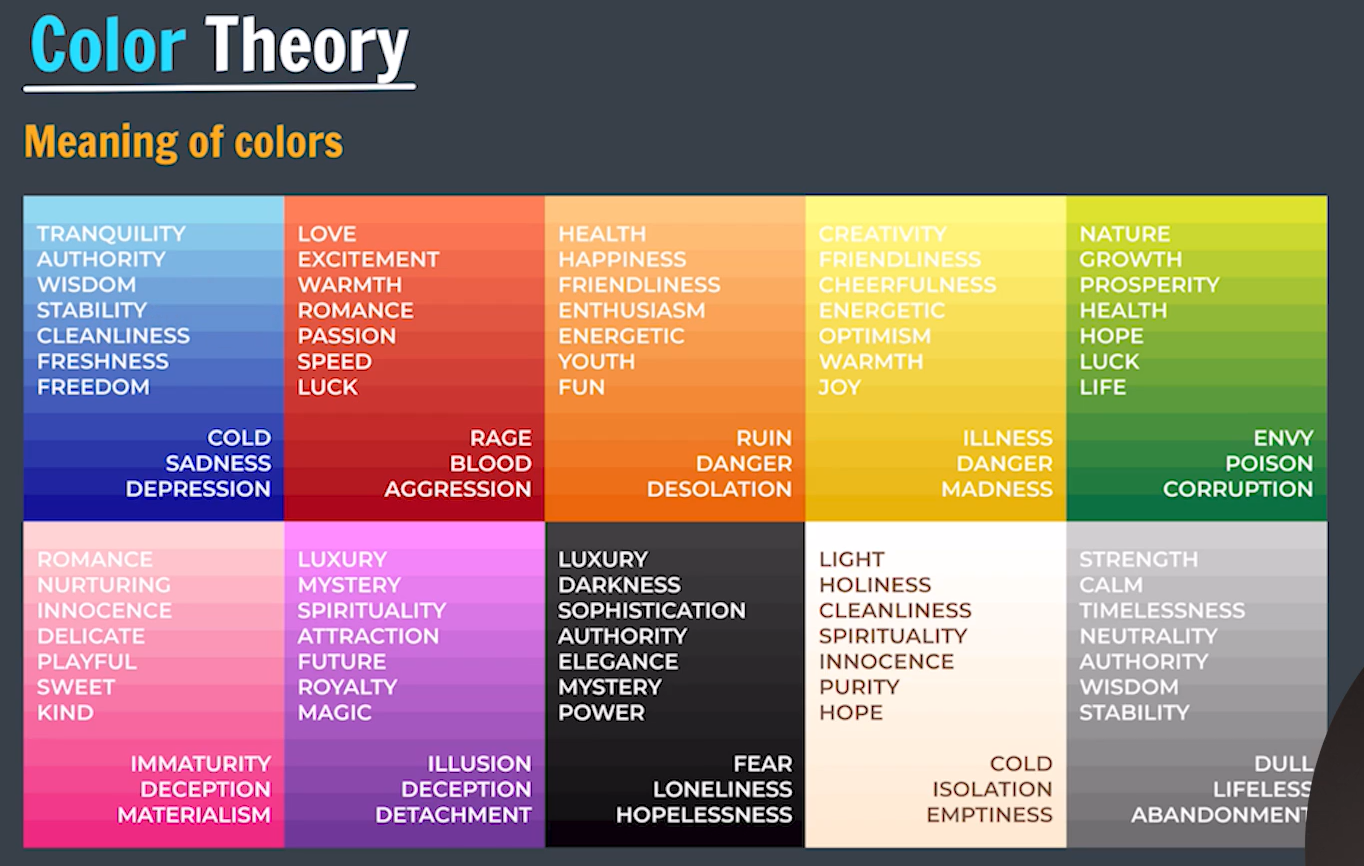 Color Theory
Meaning of colors
TRANQUILITY
AUTHORITY
WISDOM
STABILITY
CLEANLINESS
FRESHNESS
FREEDOM
COLD
SADNESS
DEPRESSION
LOVE
EXCITEMENT
WARMTH
ROMANCE
PASSION
SPEED
LUCK
RAGE
BLOOD
AGGRESSION
HEALTH
HAPPINESS
FRIENDLINESS
ENTHUSIASM
ENERGETIC
YOUTH
FUN
RUIN
DANGER
DESOLATION
CREATIVITY
FRIENDLINESS
CHEERFULNESS
ENERGETIC
OPTIMISM
WARMTH
JOY
ILLNESS
DANGER
MADNESS
NATURE
GROWTH
PROSPERITY
HEALTH
HOPE
LUCK
LIFE
ENVY
POISON
CORRUPTION
ROMANCE
NURTURING
INNOCENCE
DELICATE
PLAYFUL
SWEET
KIND
IMMATURITY
DECEPTION
MATERIALISM
LUXURY
MYSTERY
SPIRITUALITY
ATTRACTION
FUTURE
ROYALTY
MAGIC
ILLUSION
DECEPTION
DETACHMENT
LUXURY
DARKNESS
SOPHISTICATION
AUTHORITY
ELEGANCE
MYSTERY
POWER
FEAR
LONELINESS
HOPELESSNESS
LIGHT
HOLINESS
CLEANLINESS
SPIRITUALITY
INNOCENCE
PURITY
HOPE
COLD
ISOLATION
EMPTINESS
STRENGTH
CALM
TIMELESSNESS
NEUTRALITY
AUTHORITY
WISDOM
STABILITY
DULL
LIFELESS
ABANDONMENT